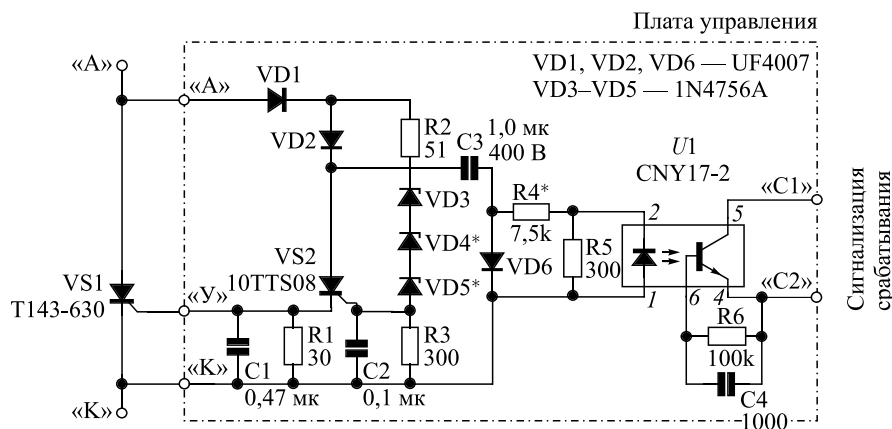 Плата управления
«А»
«А»
VD1
VD1, VD2, VD6 — UF4007
VD3–VD5 — 1N4756A
VD2
R2
51
C3
1,0 мк
400 В
U1
CNY17-2
«C1»
VD3
R4*
7,5k
2
5
VD4*
R5
300
VD6
VS2
10TTS08
VD5*
VS1
Т143-630
«У»
1
6
4
«C2»
R1
30
R3
300
R6
100k
«К»
C1
0,47 мк
C2
0,1 мк
C4
1000
«К»
Сигнализация
срабатывания